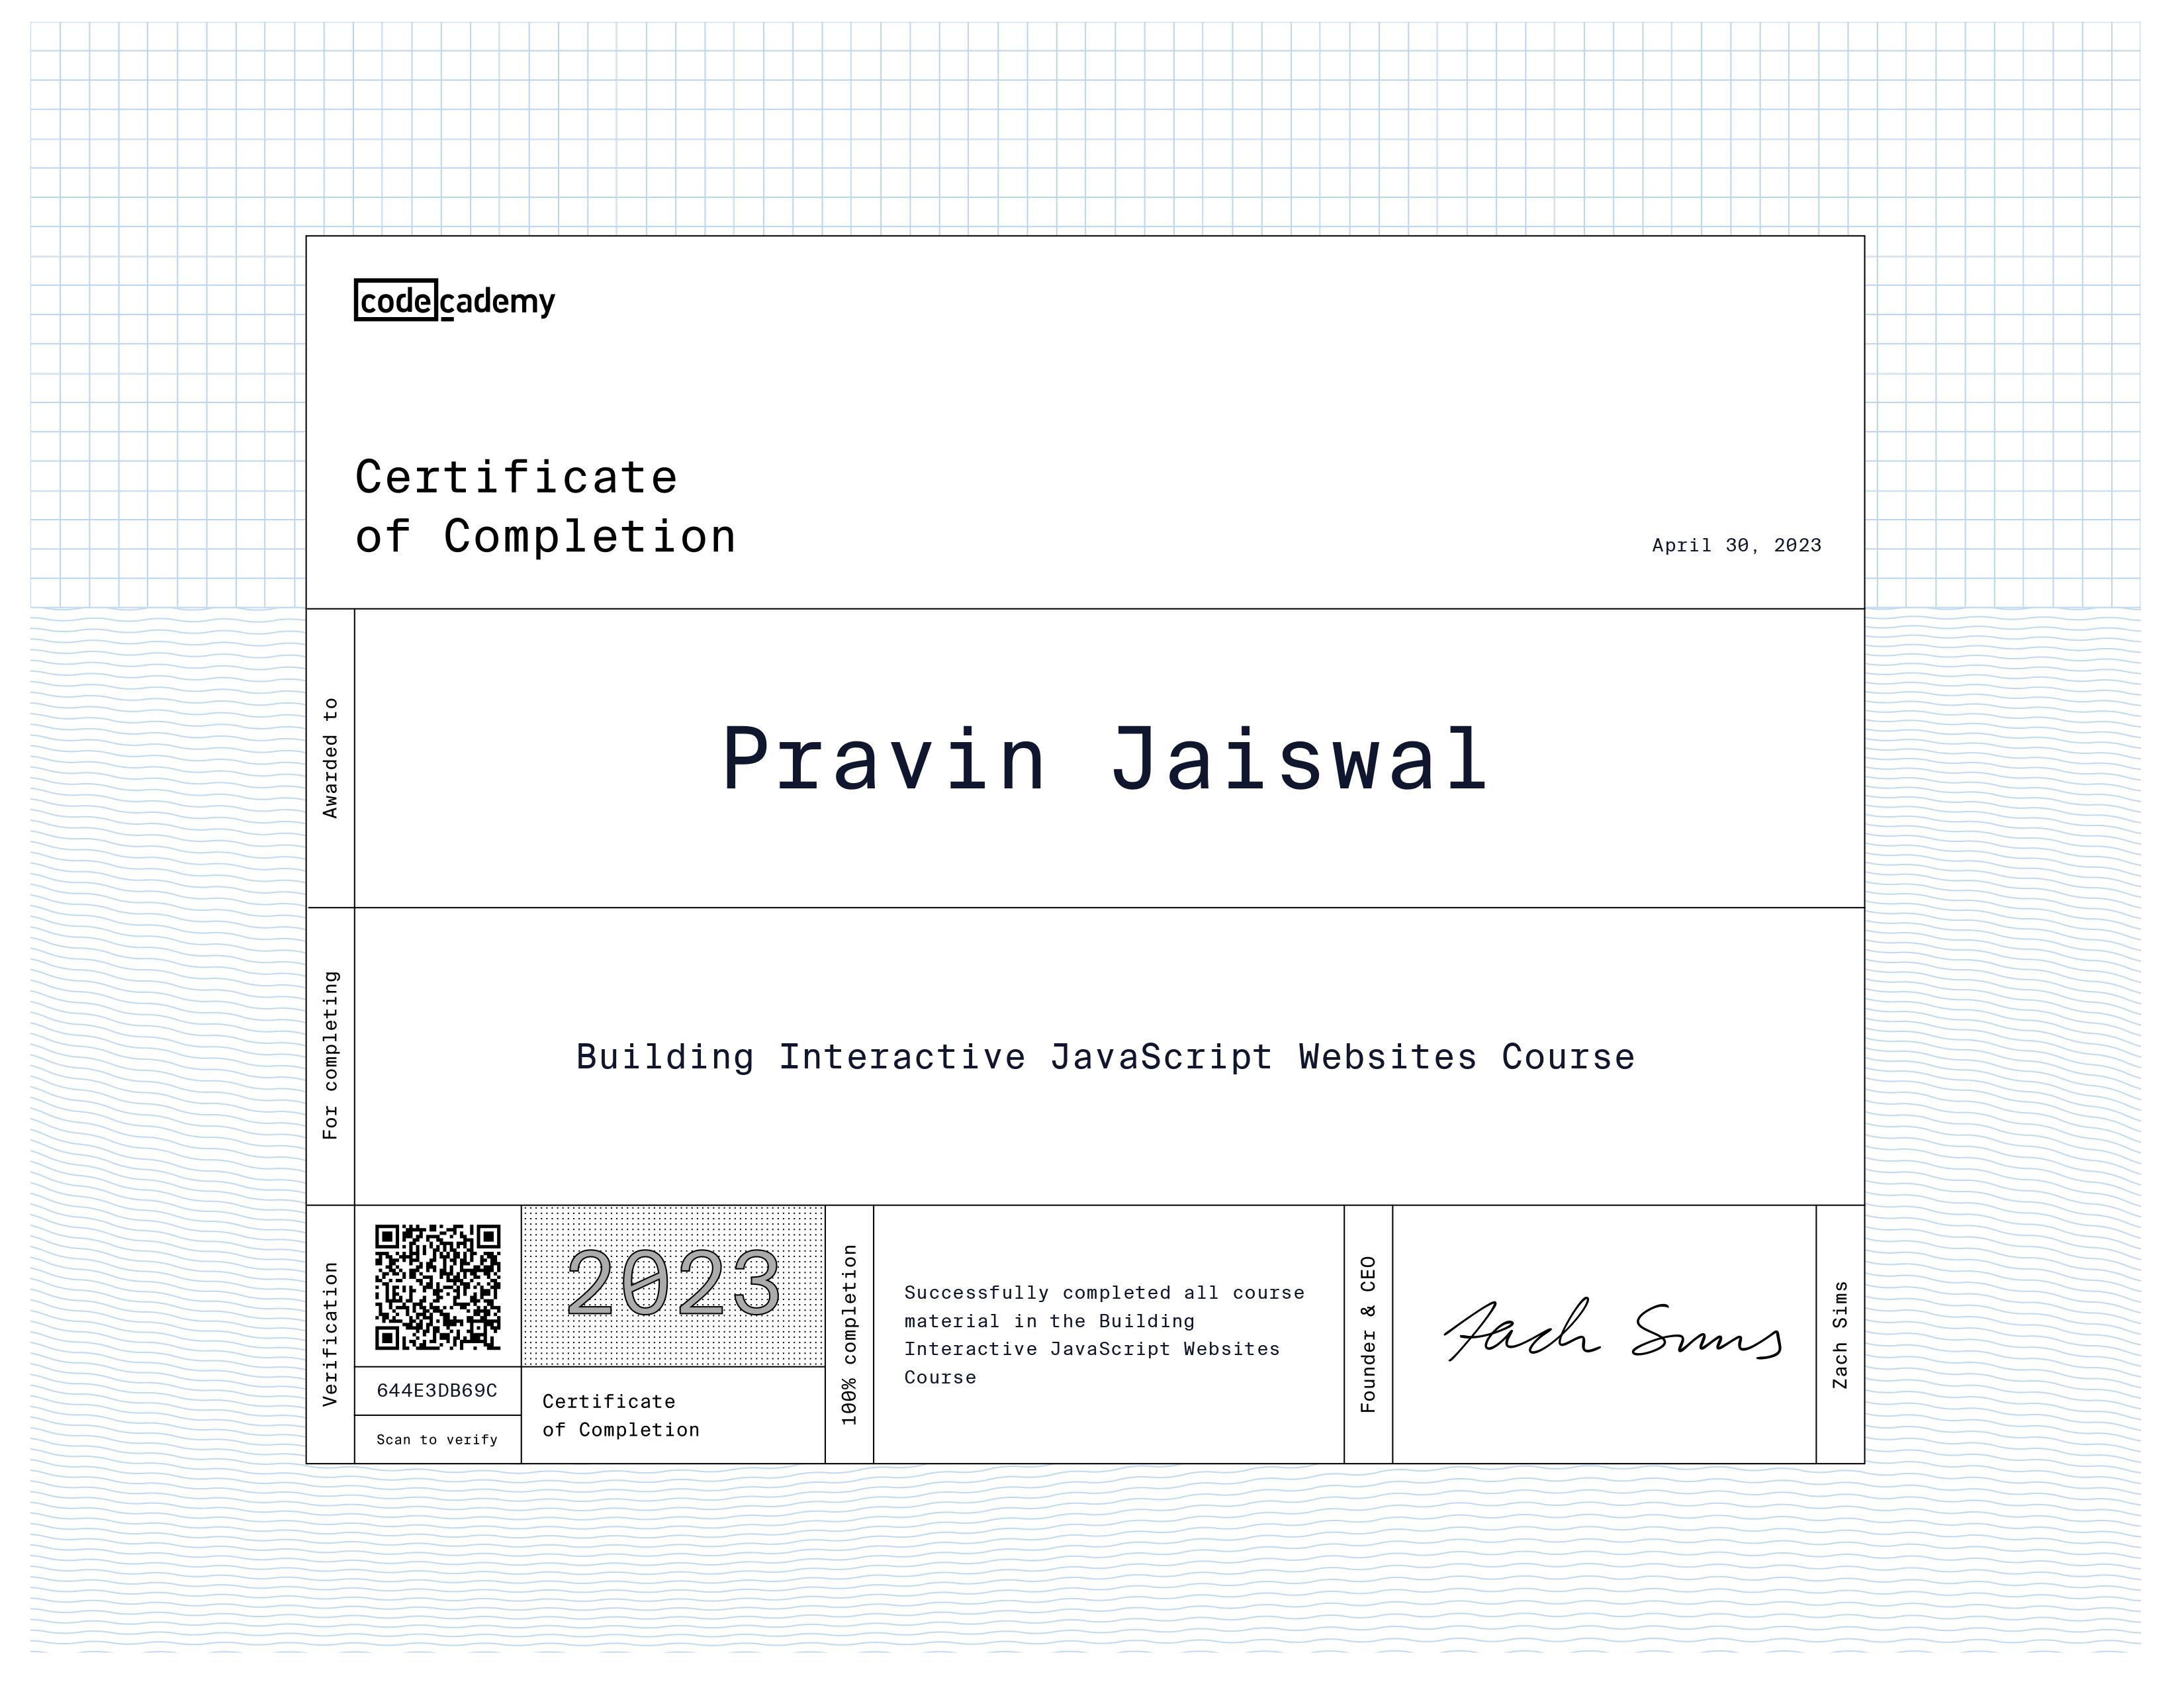 codecademy
Certificate
of Completion
April 30, 2023
Awarded to
Pravin Jaiswal
For completing
Building Interactive JavaScript Websites Course
Verification
644E3DB69C
Scan to verify
2023
Certificate
of Completion
100% completion
Successfully completed all course
material in the Building
Interactive JavaScript Websites
Course
Founder & CEO
Zach Sims
Zach Sims